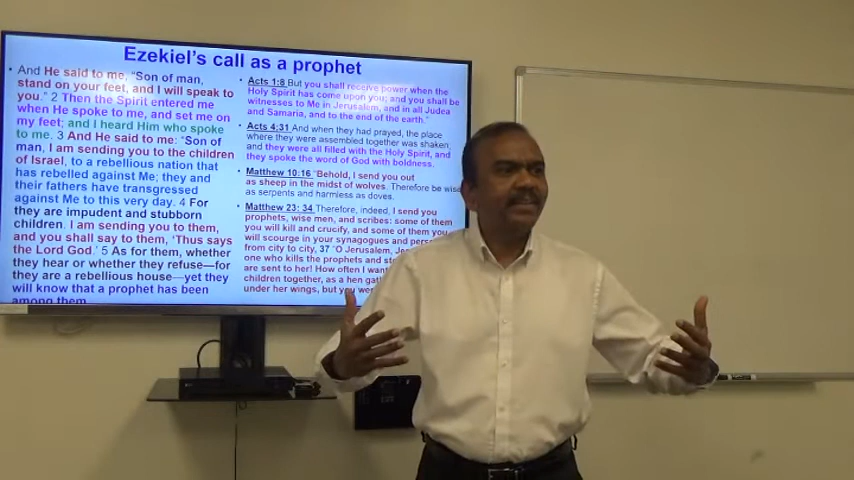 Ezekiel's call as a prophet
• And He said to me, "Son of man,
stand on your feet, and I will speak to
you." 2 Then the Spirit entered me
when He spoke to me, and set me on
my feet; and I heard Him who spoke
to me. 3 And He said to me: "Son of
man, I am sending you to the children
of Israel, to a rebellious nation that
has rebelled against Me; they and
their fathers have transgressed
against Me to this very day. 4 For
they are impudent and stubborn
children. I am sending you to them,
and you shall say to them, 'Thus says
the Lord God.' 5 As for them, whether
they hear or whether they refuse—for
they are a rebellious house—yet they
will know that a prophet has been
among them.
• Acts 1:8 But you shall receive power when the
Holy Spirit has come upon you; and you shall be
witnesses to Me in Jerusalem, and in all Judea
and Samaria, and to the end of the earth."
• Acts 4:31 And when they had prayed, the place
where they were assembled together was shaken;
and they were all filled with the Holy Spirit, and
they spoke the word of God with boldness.
• Matthew 10:16 "Behold, I send you out
as sheep in the midst of wolves. Therefore be wise
as serpents and harmless as doves.
• Matthew 23: 34 Therefore, indeed, I send you
prophets, wise men, and scribes: some of them
you will kill and crucify, and some of them you
will scourge in your synagogues and
from city to city, 37 "O Jerusalem,
one who kills the prophets and
are sent to her! How often I want
children together, as a hen gath
under her wings, but you we